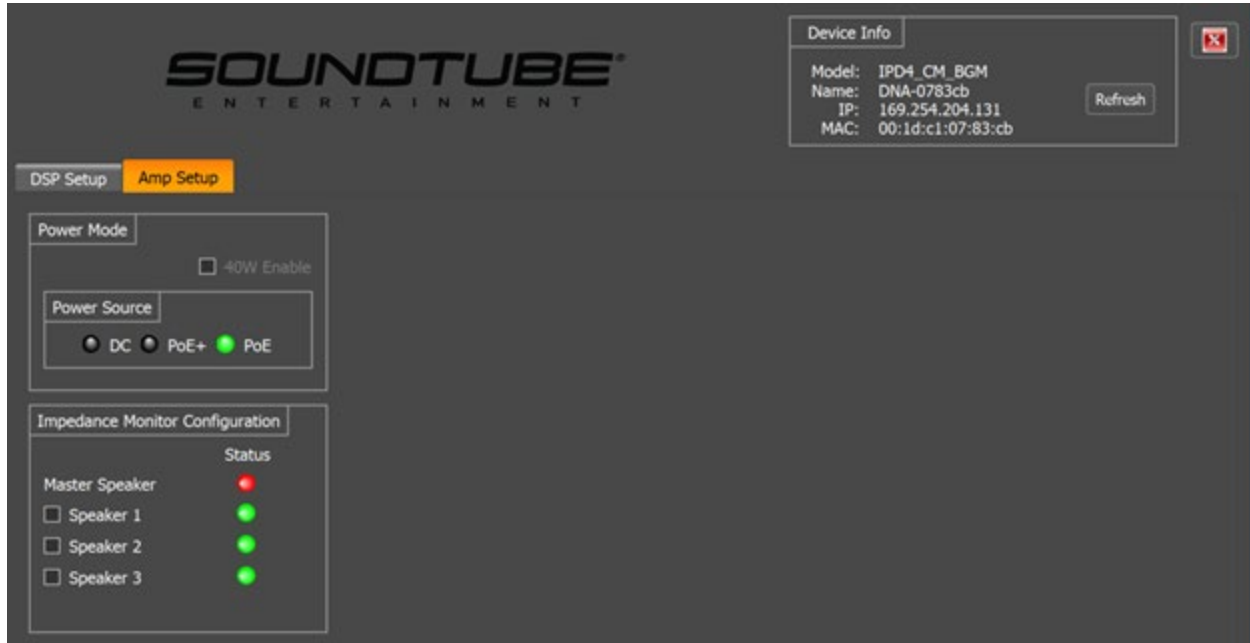 SOUNDTUBE®
ENTERTAINMENT
Device Info
Model: IPD4_CM_BGM
Name: DNA-0783cb
IP: 169.254.204.131
MAC: 00:1d:c1:07:83:cb
Refresh
DSP Setup Amp Setup
Power Mode
40W Enable
Power Source
DC PoE+ PoE
Impedance Monitor Configuration
Status
Master Speaker
Speaker 1
Speaker 2
Speaker 3